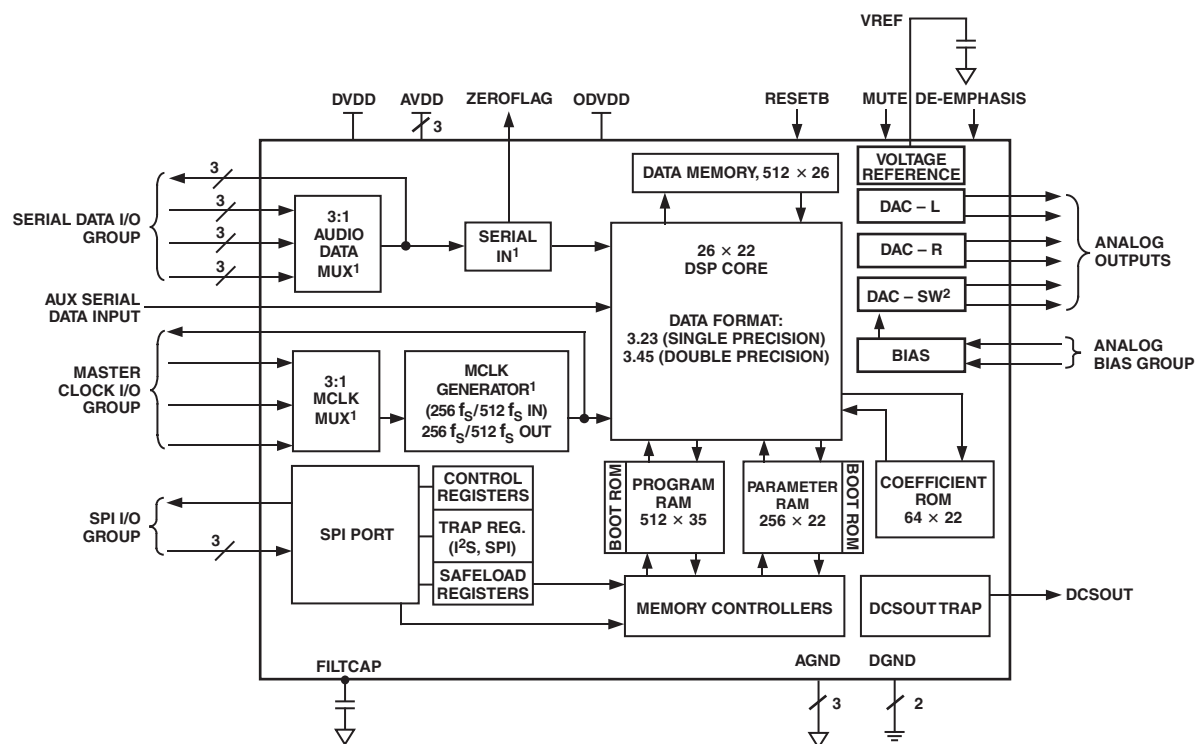 VREF
DVDD
AVDD
3
ZEROFLAG
ODVDD
RESETB
MUTE
DE-EMPHASIS
SERIAL DATA I/O
GROUP
3
3
3
3
3:1
AUDIO
DATA
MUX1
SERIAL
IN1
DATA MEMORY, 512 × 26
26 × 22
DSP CORE
DATA FORMAT:
3.23 (SINGLE PRECISION)
3.45 (DOUBLE PRECISION)
VOLTAGE
REFERENCE
DAC – L
DAC – R
DAC – SW2
BIAS
ANALOG
OUTPUTS
ANALOG
BIAS GROUP
AUX SERIAL
DATA INPUT
MASTER
CLOCK I/O
GROUP
3:1
MCLK
MUX1
MCLK
GENERATOR1
(256 fS/512 fS IN)
256 fS/512 fS OUT
SPI I/O
GROUP
3
SPI PORT
CONTROL
REGISTERS
TRAP REG.
(I2S, SPI)
SAFELOAD
REGISTERS
BOOT ROM
PROGRAM
RAM
512 × 35
PARAMETER
RAM
256 × 22
BOOT ROM
COEFFICIENT
ROM
64 × 22
MEMORY CONTROLLERS
DCSOUT TRAP
DCSOUT
FILTCAP
AGND
3
DGND
2